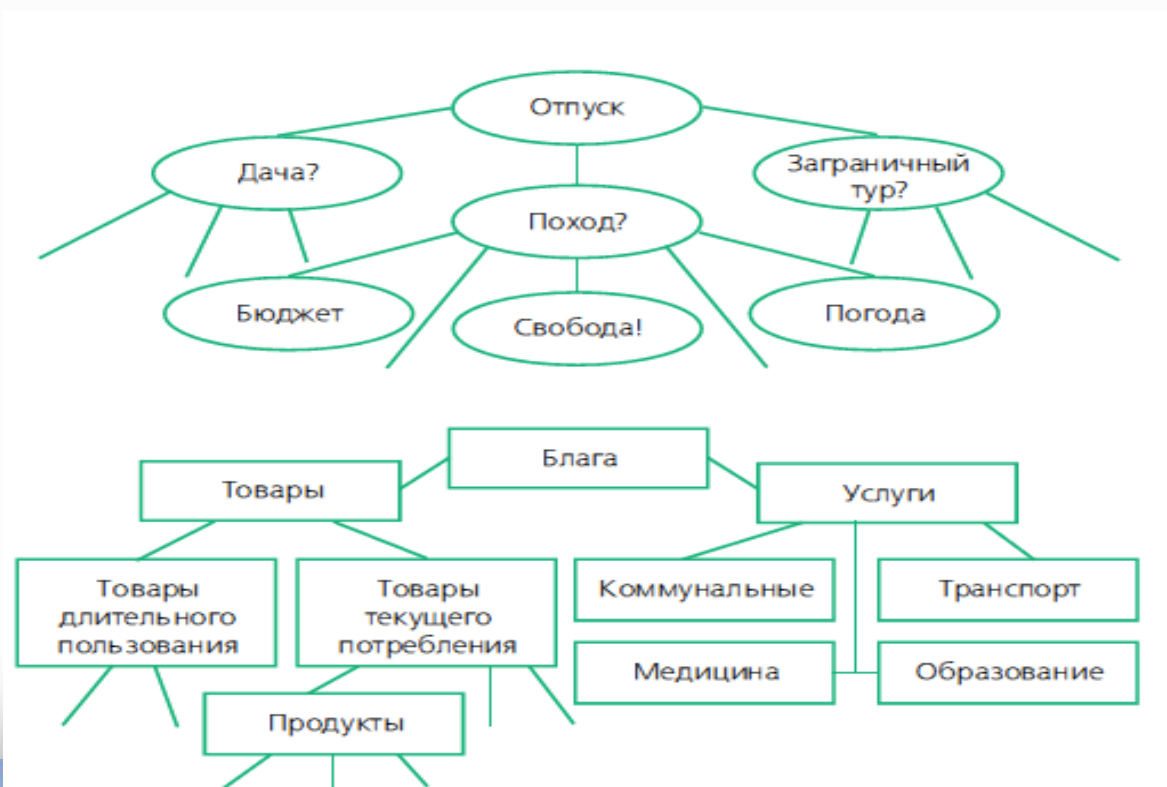 Отпуск
Дача?
Заграничный
тур?
Поход?
Бюджет
Свобода!
Погода
Блага
Товары
Услуги
Товары
длительного
пользования
Товары
текущего
потребления
Коммунальные
Транспорт
Медицина
Образование
Продукты